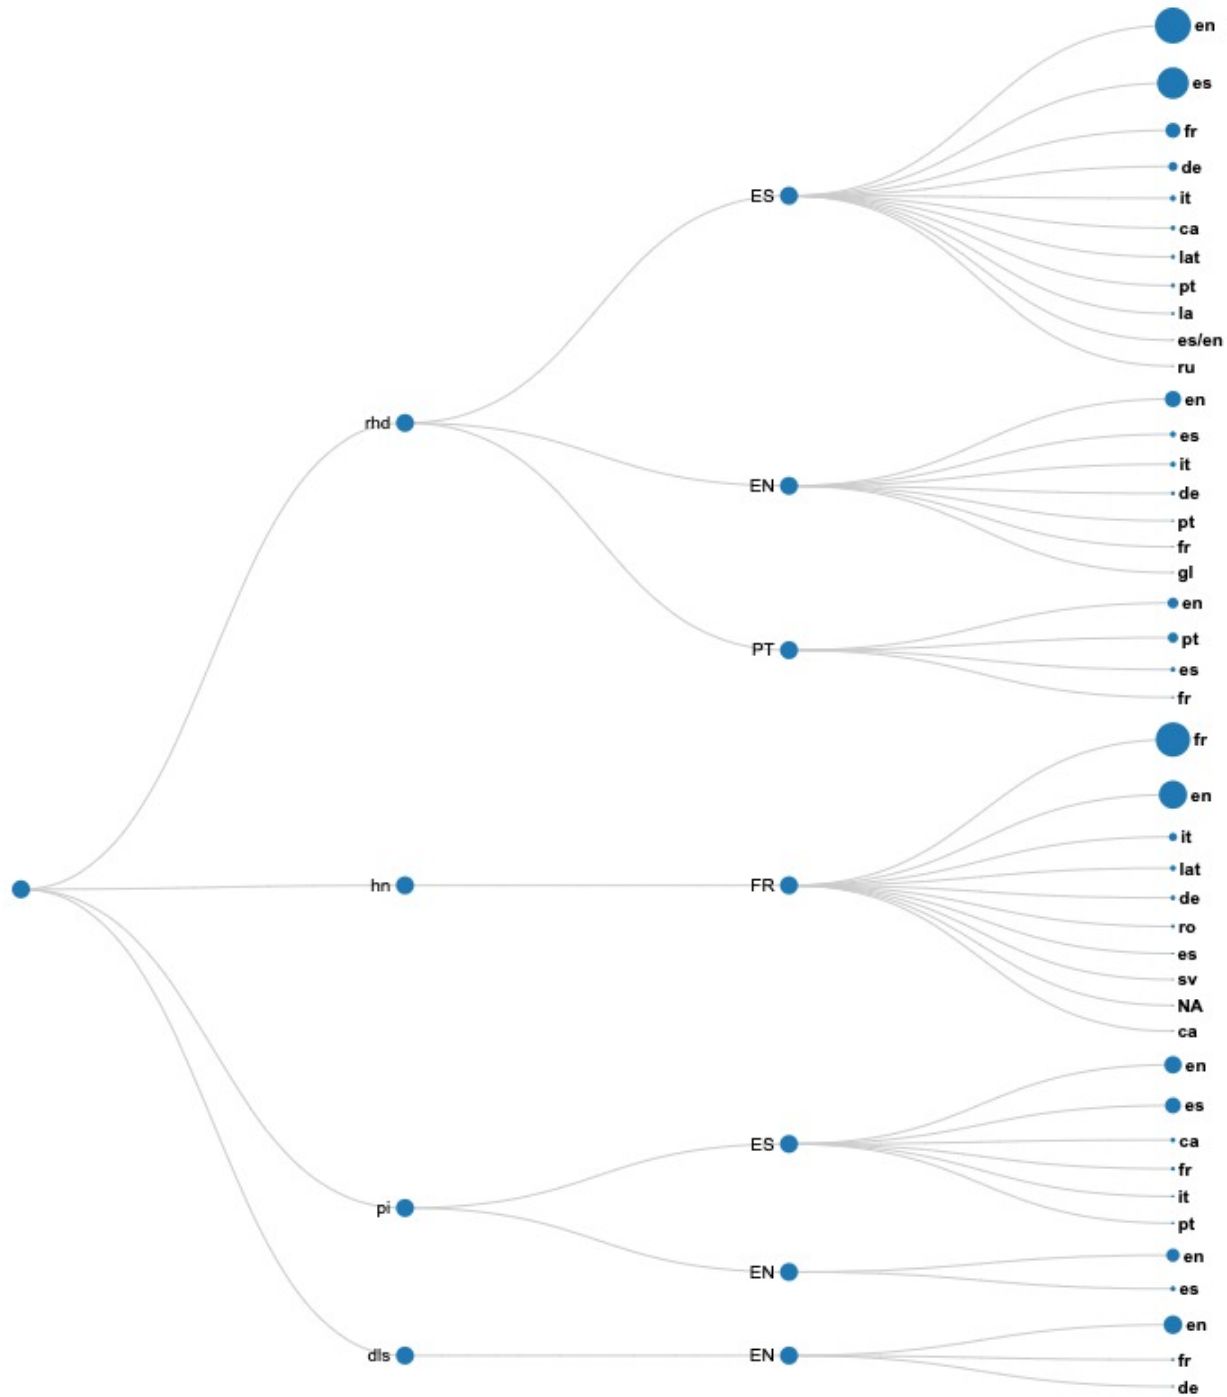 en
es
fr
de
ES
it
ca
lat
pt
la
es/en
ru
rhd
en
es
it
EN
de
pt
fr
gl
en
pt
PT
es
fr
fr
en
it
lat
hn
FR
de
ro
es
sv
NA
ca
en
es
ES
ca
fr
it
pi
pt
en
EN
es
en
dls
EN
fr
de